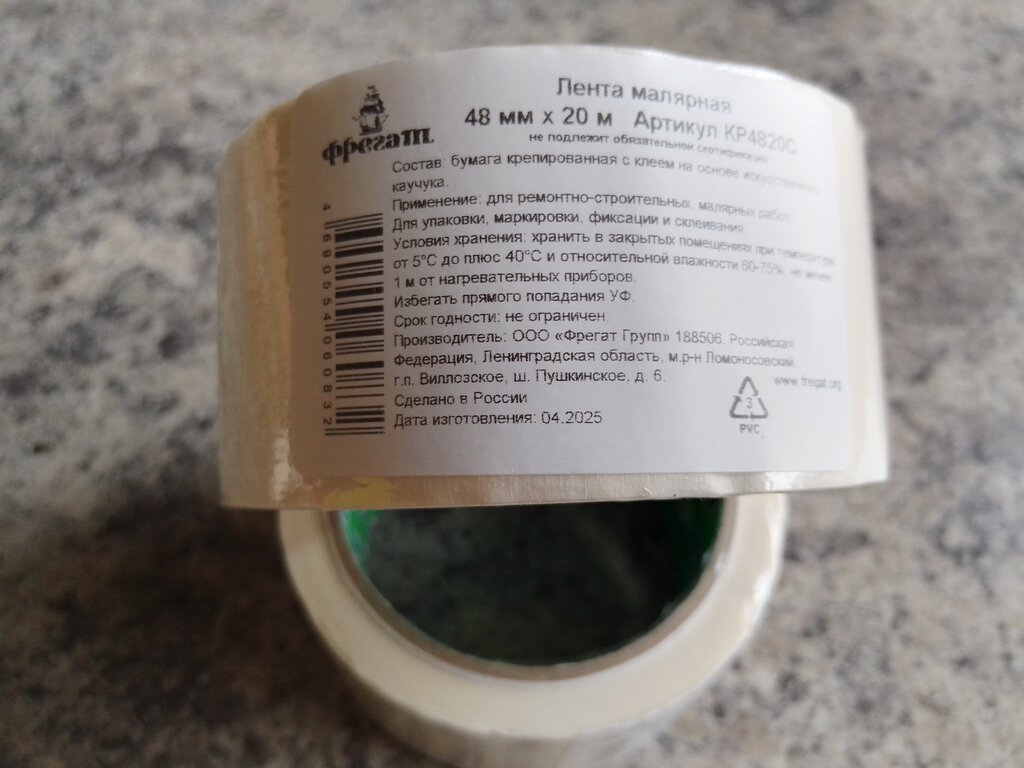 Фрегат
Лента малярная
48 мм х 20 м Артикул КР4820С
не подлежит обязательной сертификации
Состав: бумага крепированная с клеем на основе искусственного
каучука.
Применение: для ремонтно-строительных, малярных работ
Для упаковки, маркировки, фиксации и склеивания
Условия хранения: хранить в закрытых помещениях при температуре
от 5°С до плюс 40°С и относительной влажности 60-75%, не менее
1 м от нагревательных приборов.
Избегать прямого попадания УФ.
Срок годности: не ограничен.
Производитель: ООО «Фрегат Групп» 188506, Российская
Федерация, Ленинградская область, м.р-н Ломоносовский,
г.п. Виллозское, ш. Пушкинское, д. 6.
Сделано в России
Дата изготовления: 04.2025
4 690554 060832
3
PVC
www.fregat.org